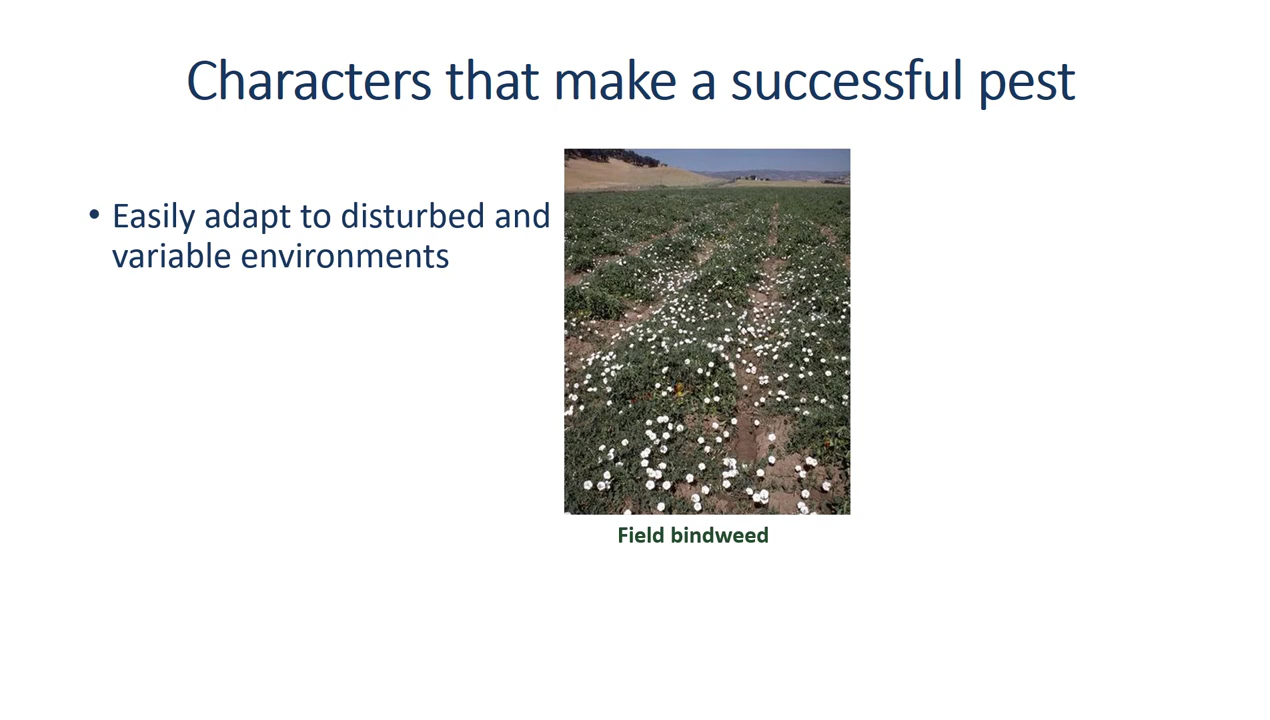 Characters that make a successful pest
• Easily adapt to disturbed and
variable environments
Field bindweed